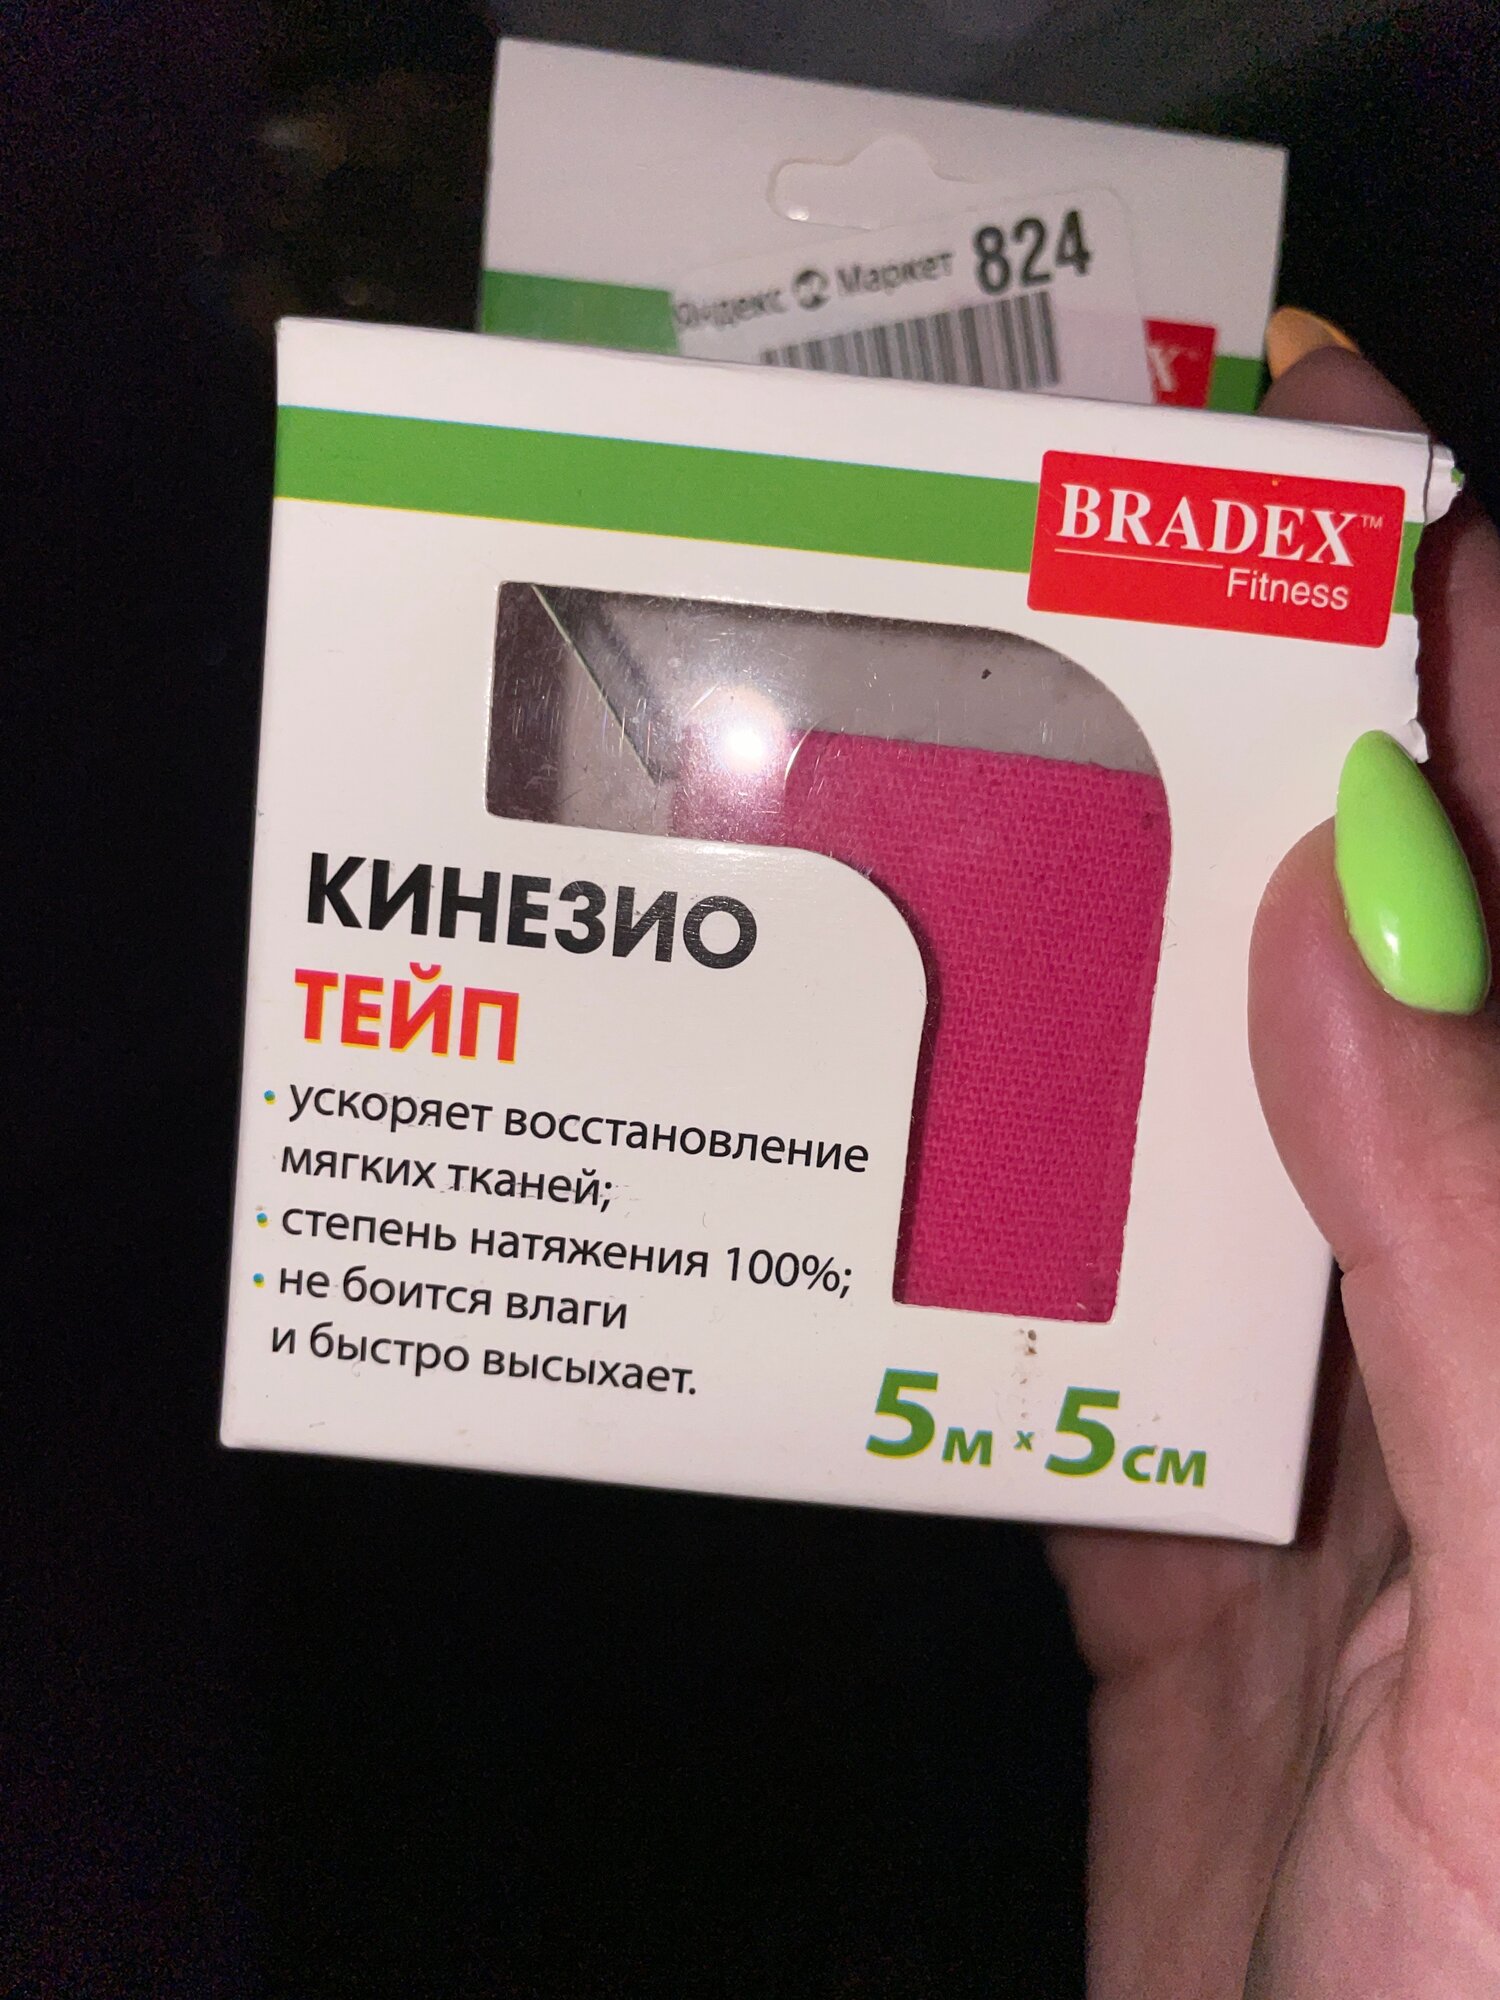 Яндекс Маркет 824
X
BRADEX™
Fitness
КИНЕЗИО
ТЕЙП
• ускоряет восстановление
мягких тканей;
• степень натяжения 100%;
• не боится влаги
и быстро высыхает.
5м x 5см